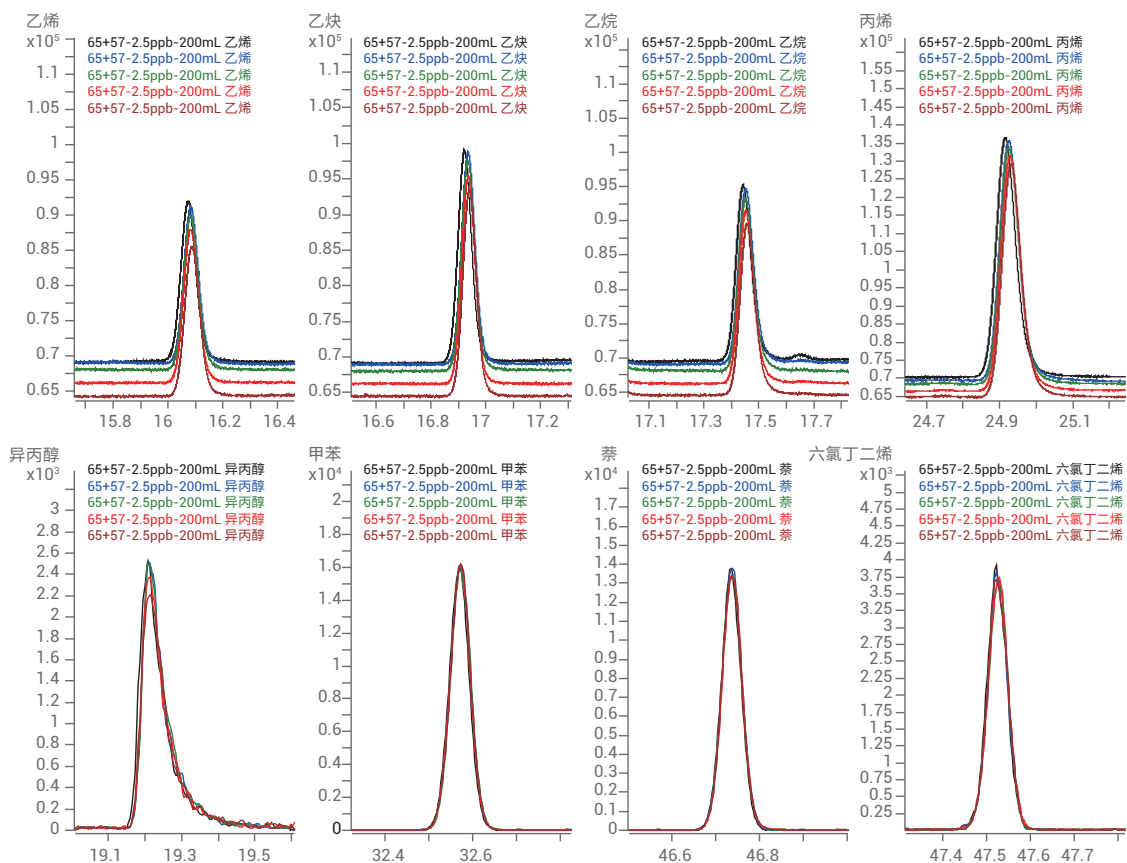 乙烯
x10⁵
65+57-2.5ppb-200mL 乙烯
65+57-2.5ppb-200mL 乙烯
65+57-2.5ppb-200mL 乙烯
65+57-2.5ppb-200mL 乙烯
65+57-2.5ppb-200mL 乙烯
1.1
1.05
1
0.95
0.9
0.85
0.8
0.75
0.7
0.65
15.8 16 16.2 16.4
乙炔
x10⁵
65+57-2.5ppb-200mL 乙炔
65+57-2.5ppb-200mL 乙炔
65+57-2.5ppb-200mL 乙炔
65+57-2.5ppb-200mL 乙炔
65+57-2.5ppb-200mL 乙炔
1.1
1.05
1
0.95
0.9
0.85
0.8
0.75
0.7
0.65
16.6 16.8 17 17.2
乙烷
x10⁵
65+57-2.5ppb-200mL 乙烷
65+57-2.5ppb-200mL 乙烷
65+57-2.5ppb-200mL 乙烷
65+57-2.5ppb-200mL 乙烷
65+57-2.5ppb-200mL 乙烷
1.1
1.05
1
0.95
0.9
0.85
0.8
0.75
0.7
0.65
17.1 17.3 17.5 17.7
丙烯
x10⁵
65+57-2.5ppb-200mL 丙烯
65+57-2.5ppb-200mL 丙烯
65+57-2.5ppb-200mL 丙烯
65+57-2.5ppb-200mL 丙烯
65+57-2.5ppb-200mL 丙烯
1.6
1.55
1.5
1.45
1.4
1.35
1.3
1.25
1.2
1.15
1.1
1.05
1
0.95
0.9
0.85
0.8
0.75
0.7
0.65
24.7 24.9 25.1
异丙醇
x10³
65+57-2.5ppb-200mL 异丙醇
65+57-2.5ppb-200mL 异丙醇
65+57-2.5ppb-200mL 异丙醇
65+57-2.5ppb-200mL 异丙醇
65+57-2.5ppb-200mL 异丙醇
3
2.8
2.6
2.4
2.2
2
1.8
1.6
1.4
1.2
1
0.8
0.6
0.4
0.2
0
19.1 19.3 19.5
甲苯
x10⁴
65+57-2.5ppb-200mL 甲苯
65+57-2.5ppb-200mL 甲苯
65+57-2.5ppb-200mL 甲苯
65+57-2.5ppb-200mL 甲苯
65+57-2.5ppb-200mL 甲苯
2
1.8
1.6
1.4
1.2
1
0.8
0.6
0.4
0.2
0
32.4 32.6
萘
x10⁴
65+57-2.5ppb-200mL 萘
65+57-2.5ppb-200mL 萘
65+57-2.5ppb-200mL 萘
65+57-2.5ppb-200mL 萘
65+57-2.5ppb-200mL 萘
1.7
1.6
1.5
1.4
1.3
1.2
1.1
1
0.9
0.8
0.7
0.6
0.5
0.4
0.3
0.2
0.1
0
46.6 46.8
六氯丁二烯
x10³
65+57-2.5ppb-200mL 六氯丁二烯
65+57-2.5ppb-200mL 六氯丁二烯
65+57-2.5ppb-200mL 六氯丁二烯
65+57-2.5ppb-200mL 六氯丁二烯
65+57-2.5ppb-200mL 六氯丁二烯
5
4.75
4.5
4.25
4
3.75
3.5
3.25
3
2.75
2.5
2.25
2
1.75
1.5
1.25
1
0.75
0.5
0.25
47.4 47.5 47.6 47.7